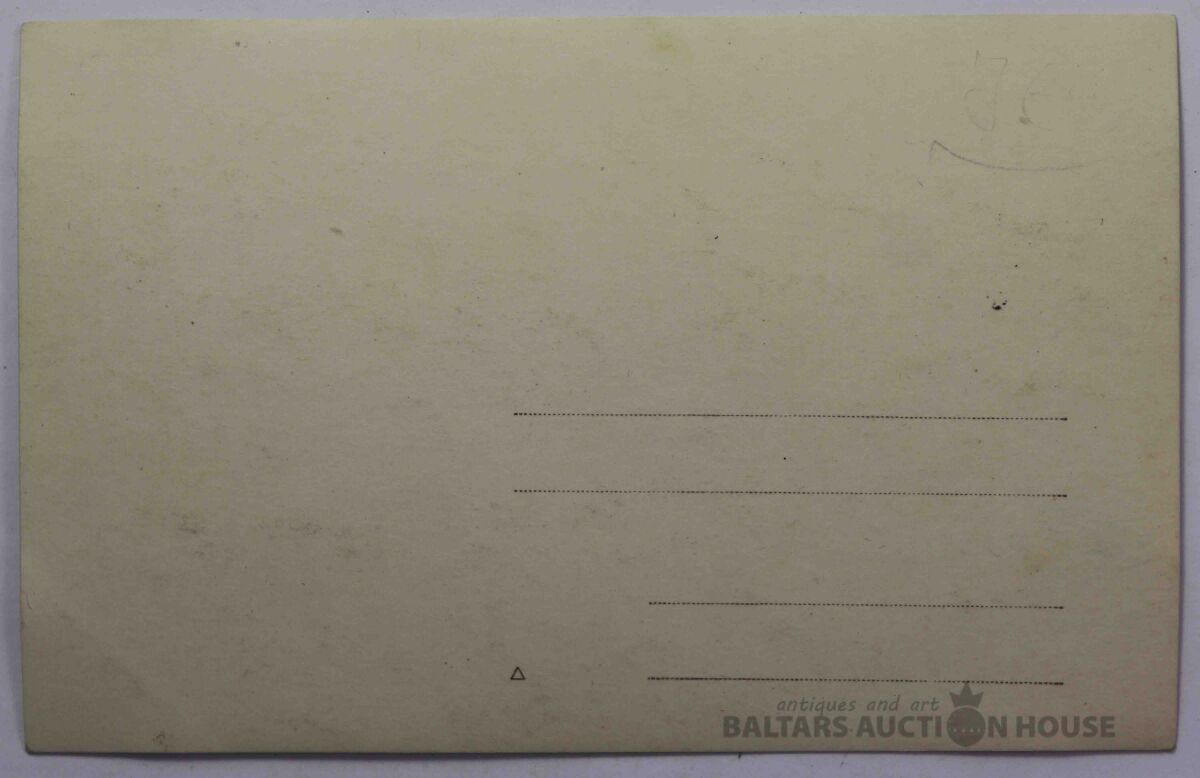 antiques and art
BALTARS AUCTION HOUSE